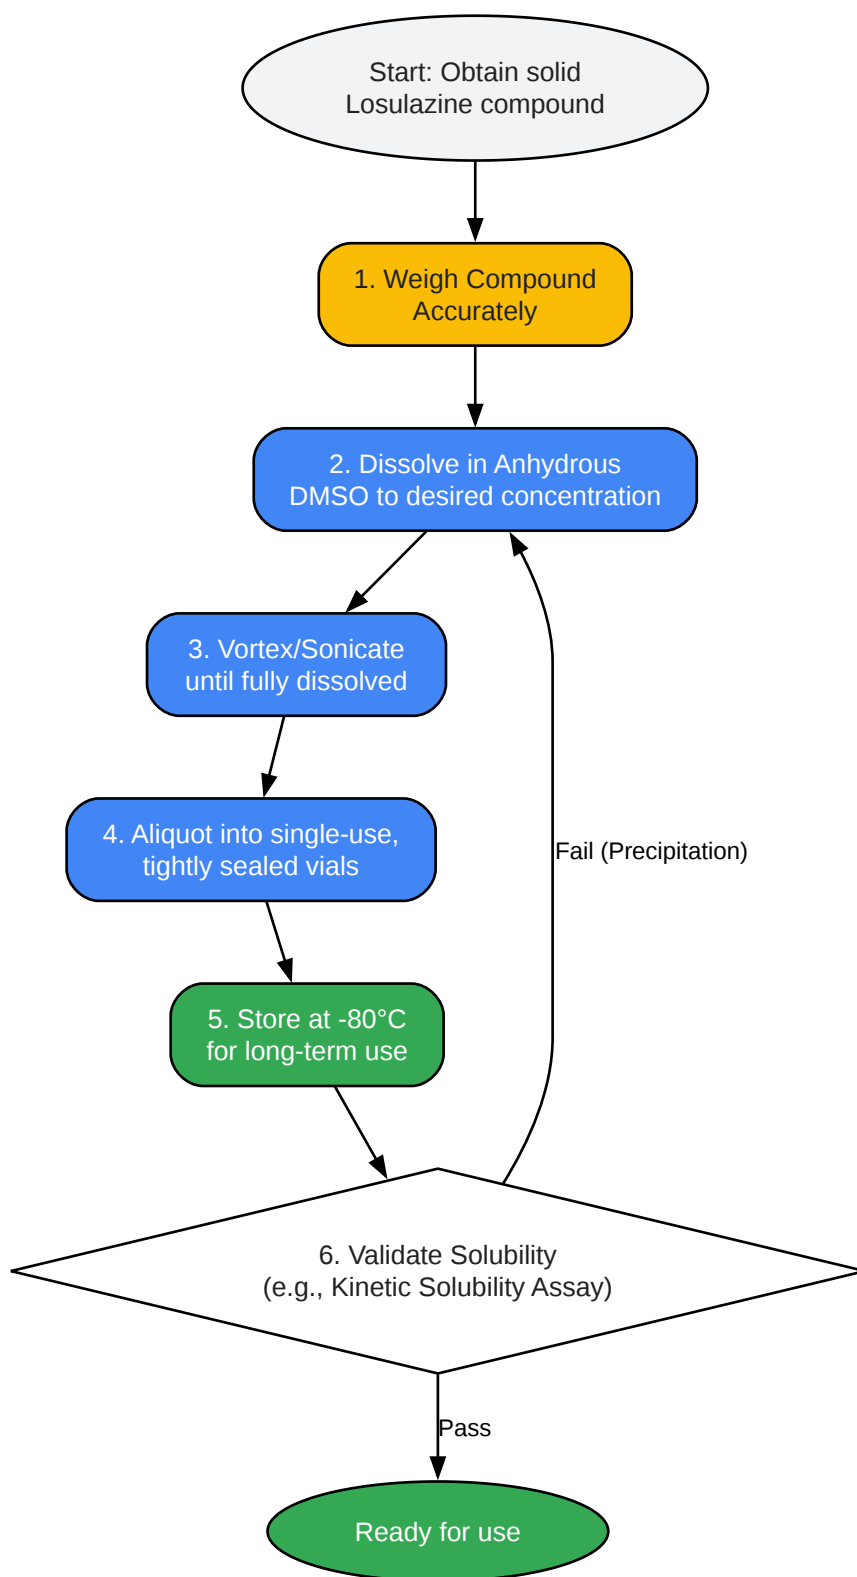 Start: Obtain solid
Losulazine compound
1. Weigh Compound
Accurately
2. Dissolve in Anhydrous
DMSO to desired concentration
3. Vortex/Sonicate
until fully dissolved
4. Aliquot into single-use,
tightly sealed vials
Fail (Precipitation)
5. Store at -80°C
for long-term use
6. Validate Solubility
(e.g., Kinetic Solubility Assay)
Pass
Ready for use